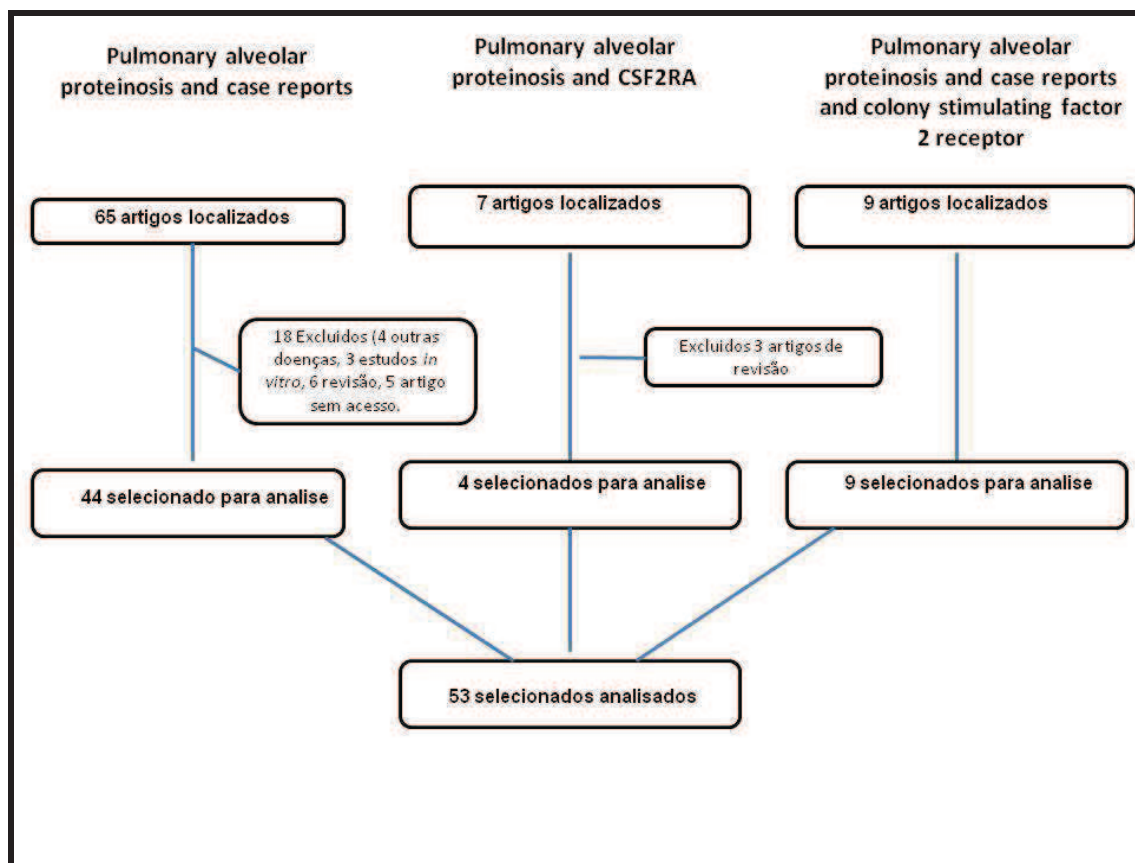 Pulmonary alveolar
proteinosis and case reports
Pulmonary alveolar
proteinosis and CSF2RA
Pulmonary alveolar
proteinosis and case reports
and colony stimulating factor
2 receptor
65 artigos localizados
7 artigos localizados
9 artigos localizados
18 Excluídos (4 outras
doenças, 3 estudos in
vitro, 6 revisão, 5 artigo
sem acesso.
Excluidos 3 artigos de
revisão
44 selecionado para analise
4 selecionados para analise
9 selecionados para analise
53 selecionados analisados